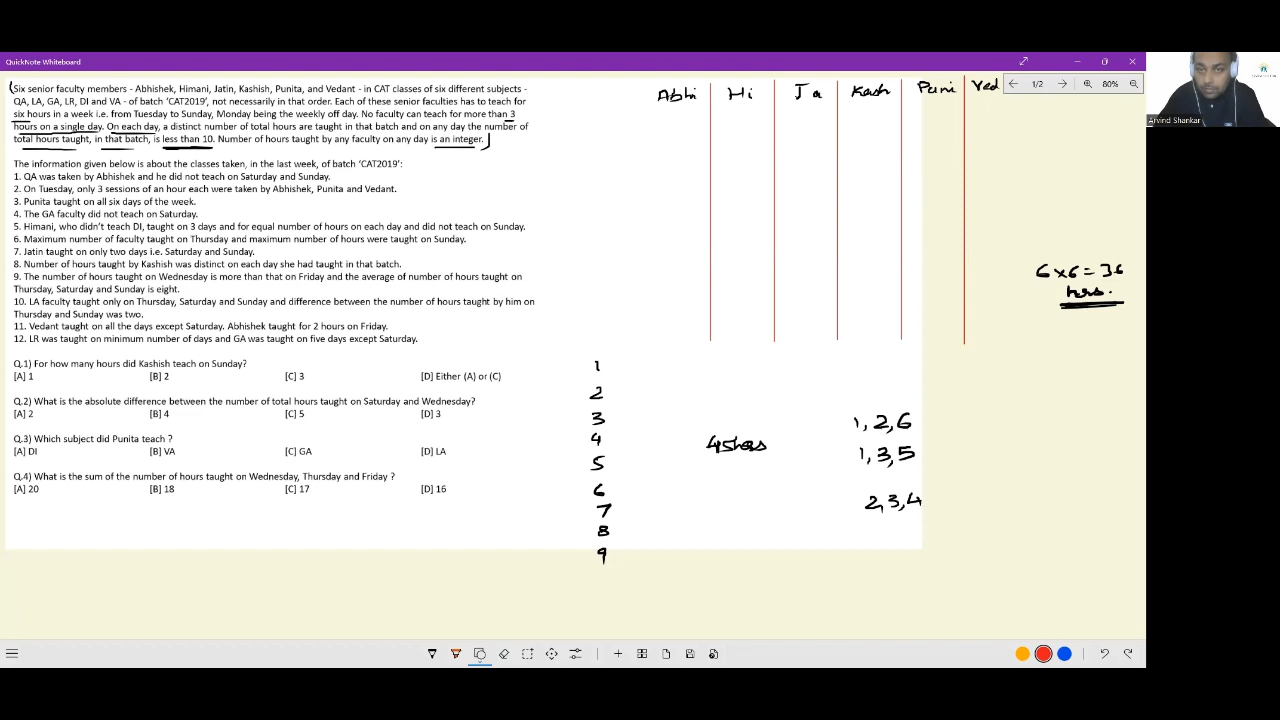 QuickNote Whiteboard
Six senior faculty members - Abhishek, Himani, Jatin, Kashish, Punita, and Vedant - in CAT classes of six different subjects -
QA, LA, GA, LR, DI and VA - of batch 'CAT2019', not necessarily in that order. Each of these senior faculties has to teach for
six hours in a week i.e. from Tuesday to Sunday, Monday being the weekly off day. No faculty can teach for more than 3
hours on a single day. On each day, a distinct number of total hours are taught in that batch and on any day the number of
total hours taught, in that batch, is less than 10. Number of hours taught by any faculty on any day is an integer.
The information given below is about the classes taken, in the last week, of batch 'CAT2019':
1. QA was taken by Abhishek and he did not teach on Saturday and Sunday.
2. On Tuesday, only 3 sessions of an hour each were taken by Abhishek, Punita and Vedant.
3. Punita taught on all six days of the week.
4. The GA faculty did not teach on Saturday.
5. Himani, who didn't teach DI, taught on 3 days and for equal number of hours on each day and did not teach on Sunday.
6. Maximum number of faculty taught on Thursday and maximum number of hours were taught on Sunday.
7. Jatin taught on only two days i.e. Saturday and Sunday.
8. Number of hours taught by Kashish was distinct on each day she had taught in that batch.
9. The number of hours taught on Wednesday is more than that on Friday and the average of number of hours taught on
Thursday, Saturday and Sunday is eight.
10. LA faculty taught only on Thursday, Saturday and Sunday and difference between the number of hours taught by him on
Thursday and Sunday was two.
11. Vedant taught on all the days except Saturday. Abhishek taught for 2 hours on Friday.
12. LR was taught on minimum number of days and GA was taught on five days except Saturday.
Q.1) For how many hours did Kashish teach on Sunday?
[A] 1 [B] 2 [C] 3 [D] Either (A) or (C)
Q.2) What is the absolute difference between the number of total hours taught on Saturday and Wednesday?
[A] 2 [B] 4 [C] 5 [D] 3
Q.3) Which subject did Punita teach ?
[A] DI [B] VA [C] GA [D] LA
Q.4) What is the sum of the number of hours taught on Wednesday, Thursday and Friday ?
[A] 20 [B] 18 [C] 17 [D] 16
Abhi Hi Ja Kash Puni Ved
1/2 80%
Arvind Shankar
6 x 6 = 36
hrs.
1
2
3
4
5
6
7
8
9
45hrs
1, 2, 6
1, 3, 5
2, 3, 4